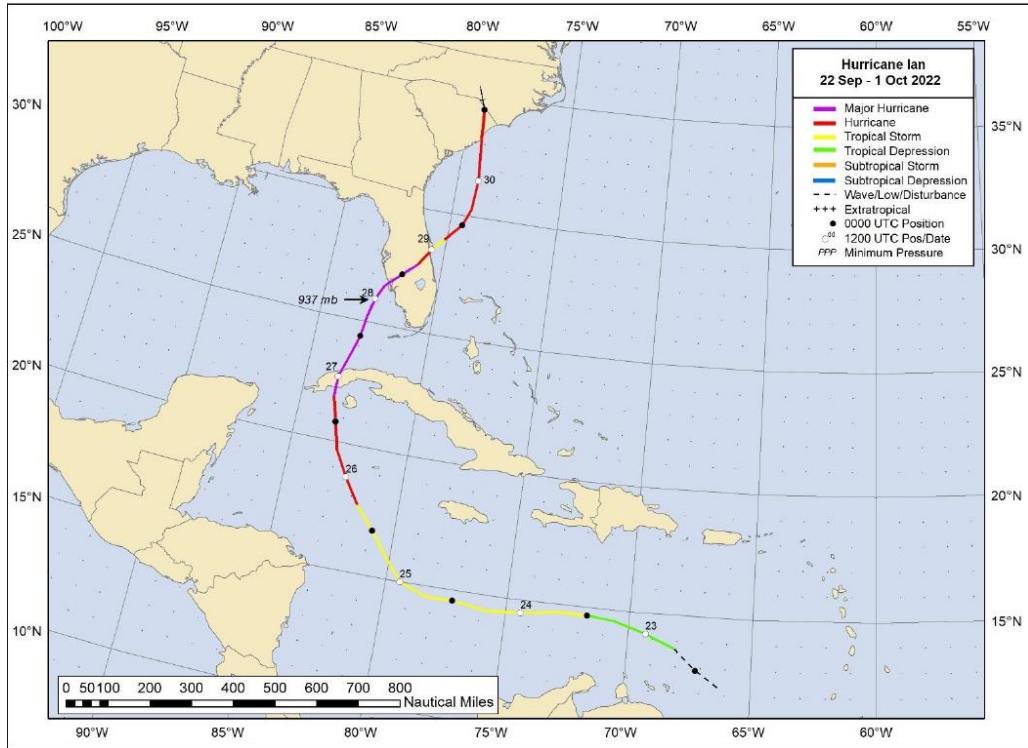 100°W 95°W 90°W 85°W 80°W 75°W 70°W 65°W 60°W 55°W
Hurricane Ian
22 Sep - 1 Oct 2022
Major Hurricane
Hurricane
Tropical Storm
Tropical Depression
Subtropical Storm
Subtropical Depression
Wave/Low/Disturbance
Extratropical
0000 UTC Position
00
1200 UTC Pos/Date
PPP Minimum Pressure
30°N
35°N
30
29
25°N
30°N
937 mb
28
27
20°N
25°N
26
15°N
20°N
25
24
23
10°N
15°N
0 50 100 200 300 400 500 600 700 800
Nautical Miles
90°W 85°W 80°W 75°W 70°W 65°W 60°W